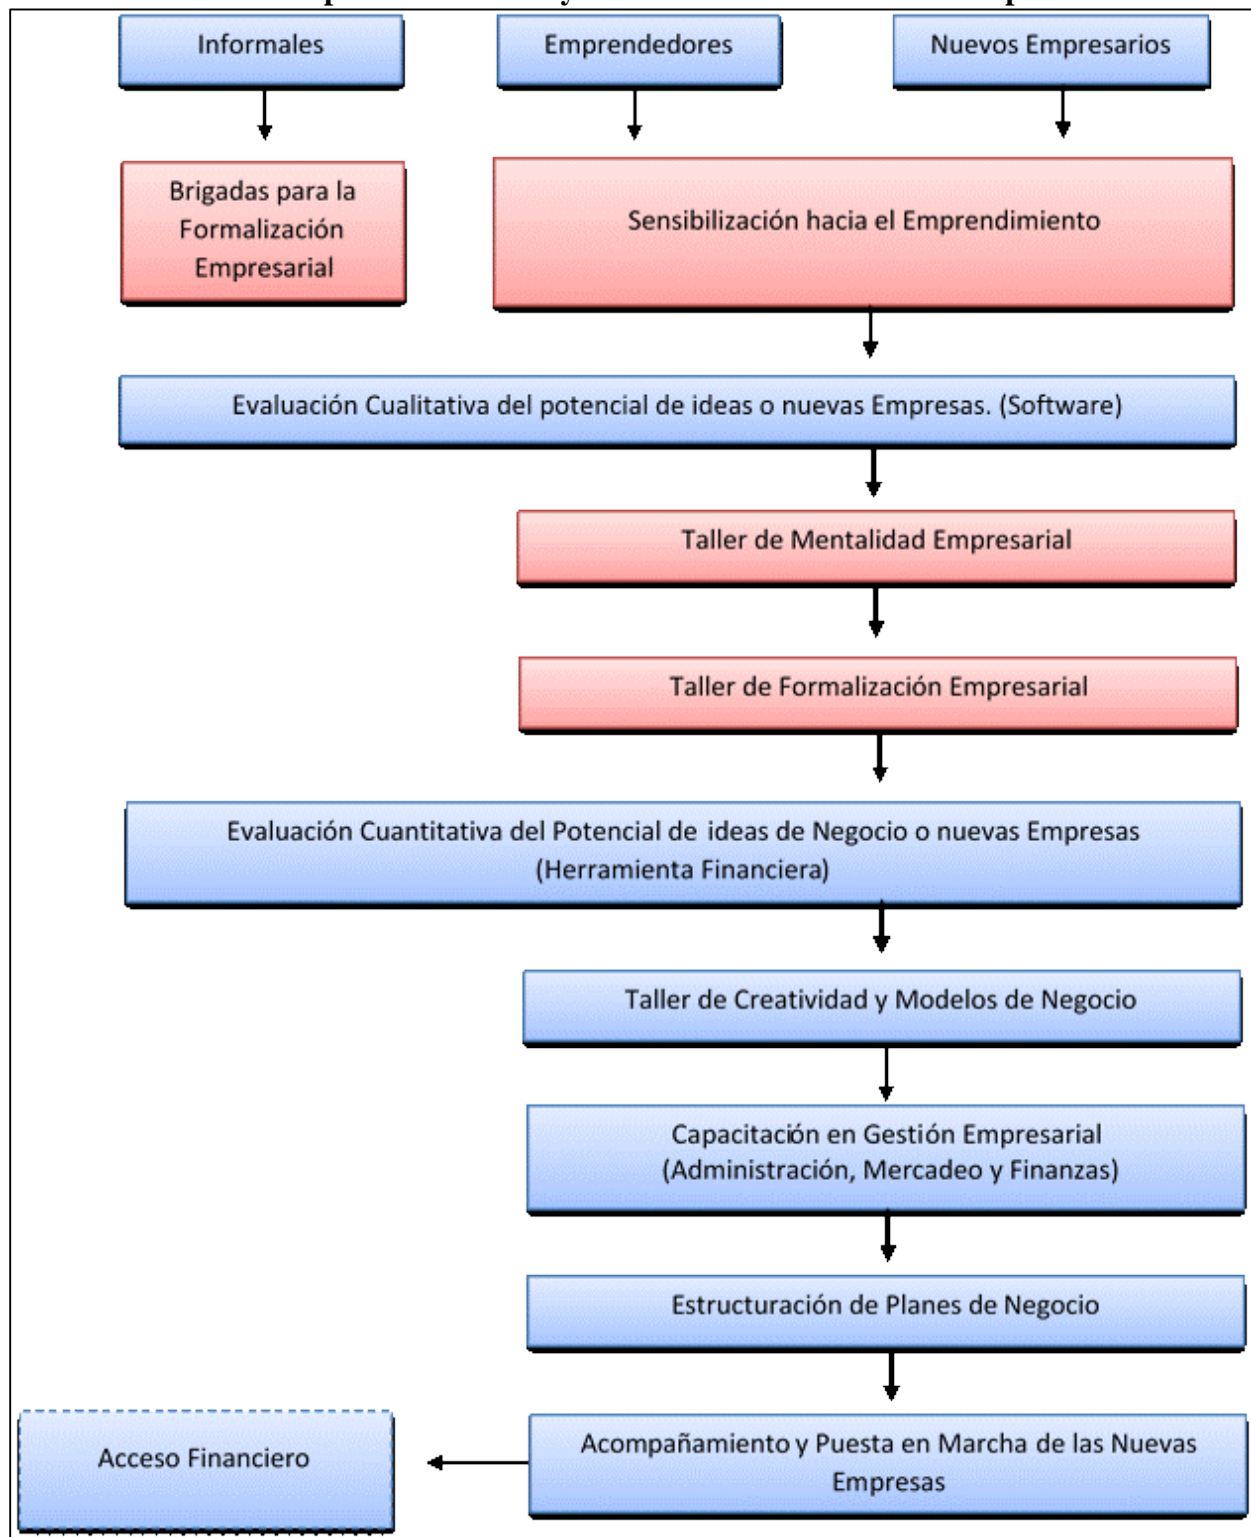 Informales
Emprendedores
Nuevos Empresarios
Brigadas para la
Formalización
Empresarial
Sensibilización hacia el Emprendimiento
Evaluación Cualitativa del potencial de ideas o nuevas Empresas. (Software)
Taller de Mentalidad Empresarial
Taller de Formalización Empresarial
Evaluación Cuantitativa del Potencial de ideas de Negocio o nuevas Empresas
(Herramienta Financiera)
Taller de Creatividad y Modelos de Negocio
Capacitación en Gestión Empresarial
(Administración, Mercadeo y Finanzas)
Estructuración de Planes de Negocio
Acceso Financiero
Acompañamiento y Puesta en Marcha de las Nuevas
Empresas